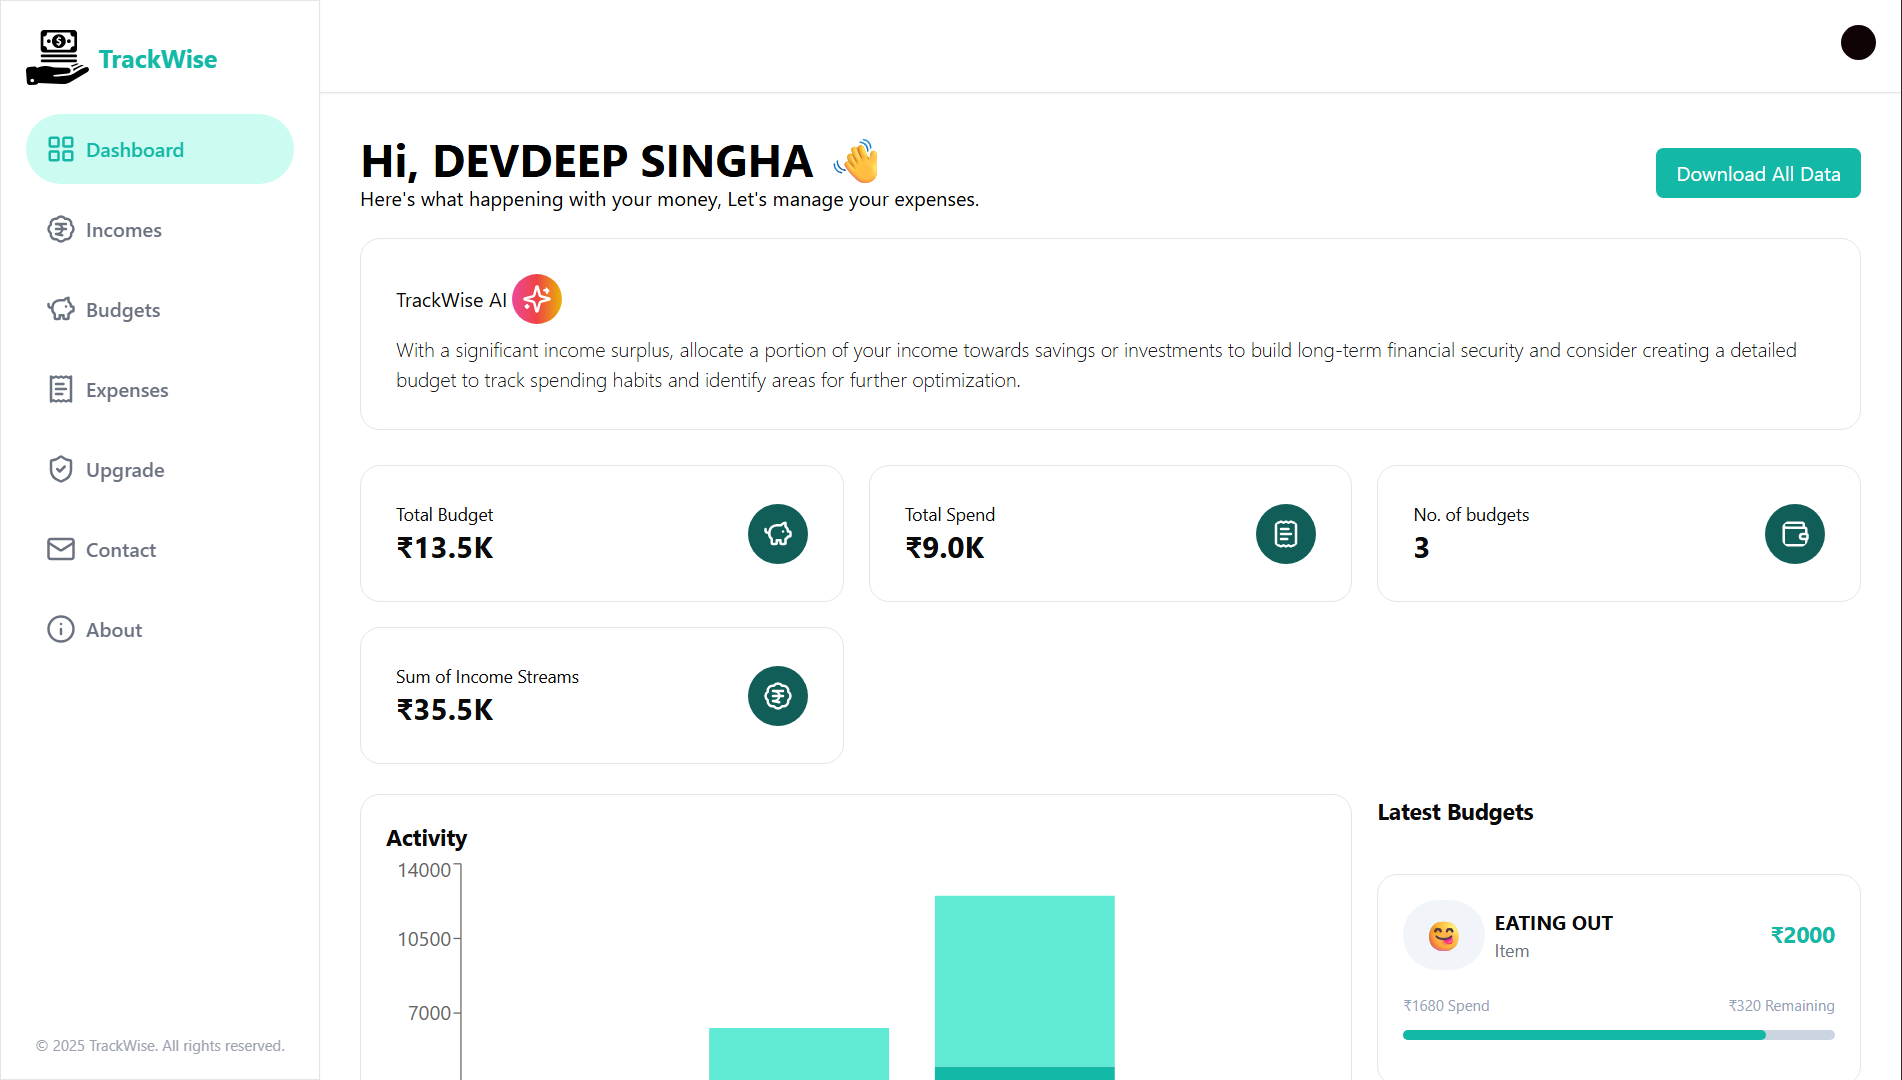 TrackWise
Dashboard
Incomes
Budgets
Expenses
Upgrade
Contact
About
© 2025 TrackWise. All rights reserved.
Hi, DEVDEEP SINGHA 👋
Here's what happening with your money, Let's manage your expenses.
Download All Data
TrackWise AI
With a significant income surplus, allocate a portion of your income towards savings or investments to build long-term financial security and consider creating a detailed
budget to track spending habits and identify areas for further optimization.
Total Budget
₹13.5K
Total Spend
₹9.0K
No. of budgets
3
Sum of Income Streams
₹35.5K
Activity
14000
10500
7000
Latest Budgets
😋
EATING OUT
Item
₹2000
₹1680 Spend
₹320 Remaining